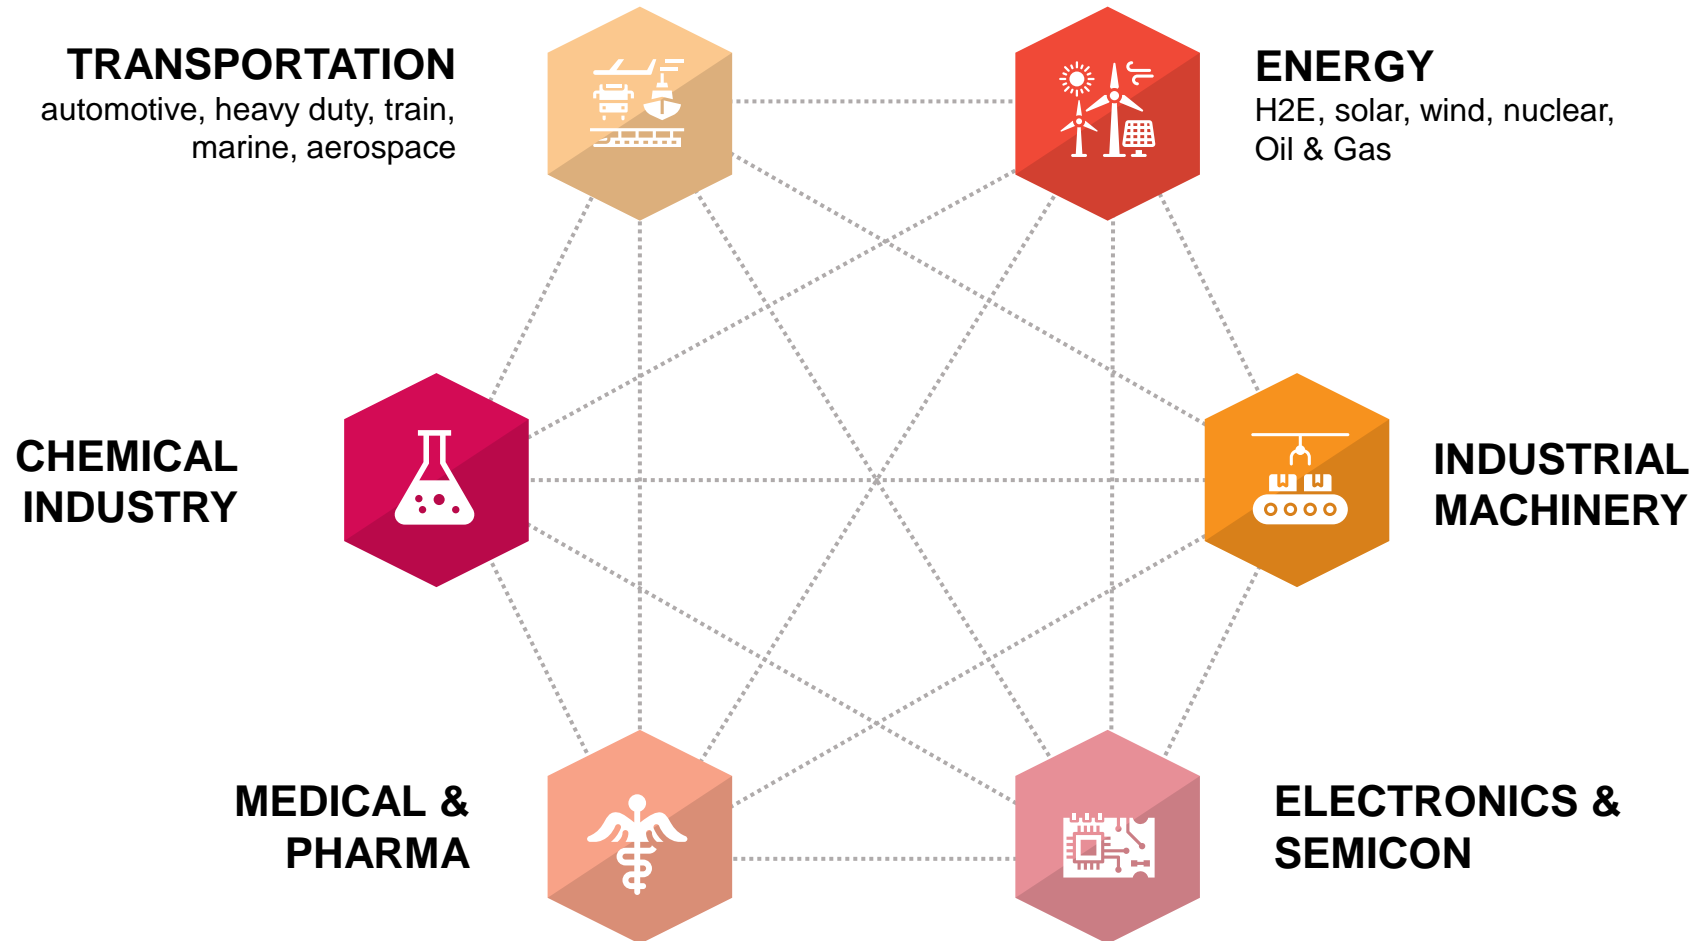 TRANSPORTATION
automotive, heavy duty, train,
marine, aerospace
ENERGY
H2E, solar, wind, nuclear,
Oil & Gas
CHEMICAL
INDUSTRY
INDUSTRIAL
MACHINERY
MEDICAL &
PHARMA
ELECTRONICS &
SEMICON